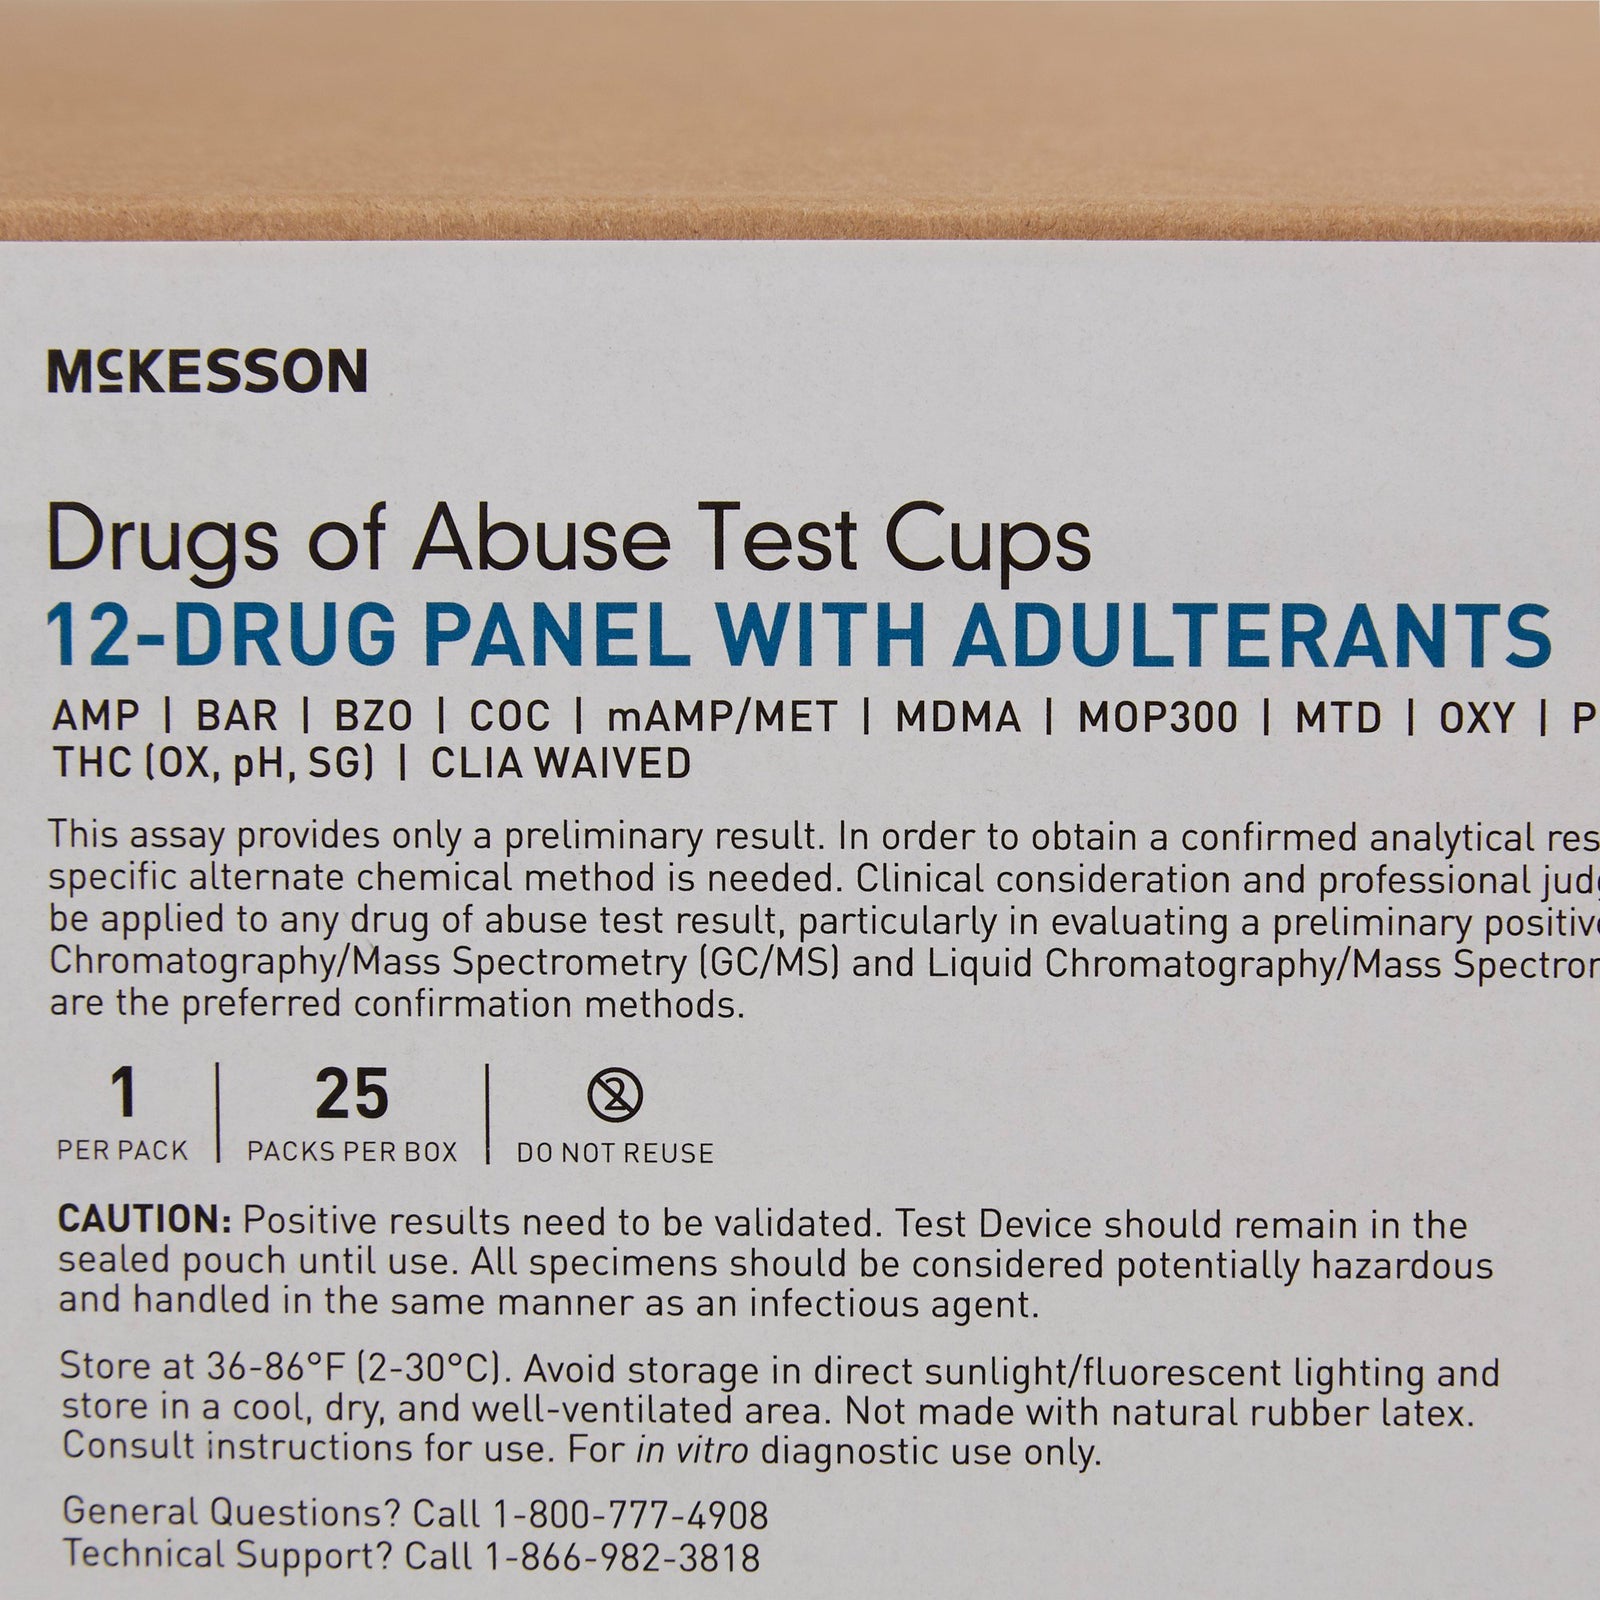 McKESSON
Drugs of Abuse Test Cups
12-DRUG PANEL WITH ADULTERANTS
AMP | BAR | BZO | COC | mAMP/MET | MDMA | MOP300 | MTD | OXY | P
THC (OX, pH, SG) | CLIA WAIVED
This assay provides only a preliminary result. In order to obtain a confirmed analytical
specific alternate chemical method is needed. Clinical consideration and professional
be applied to any drug of abuse test result, particularly in evaluating a preliminary
Chromatography/Mass Spectrometry (GC/MS) and Liquid Chromatography/Mass
are the preferred confirmation methods.
1 | 25 | 2
PER PACK | PACKS PER BOX | DO NOT REUSE
CAUTION: Positive results need to be validated. Test Device should remain in the
sealed pouch until use. All specimens should be considered potentially hazardous
and handled in the same manner as an infectious agent.
Store at 36-86°F (2-30°C). Avoid storage in direct sunlight/fluorescent lighting and
store in a cool, dry, and well-ventilated area. Not made with natural rubber latex.
Consult instructions for use. For in vitro diagnostic use only.
General Questions? Call 1-800-777-4908
Technical Support? Call 1-866-982-3818